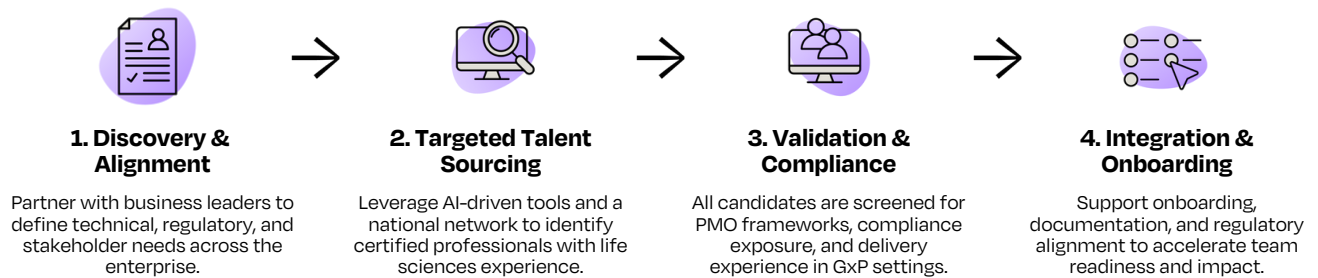 1. Discovery &
Alignment
Partner with business leaders to
define technical, regulatory, and
stakeholder needs across the
enterprise.
2. Targeted Talent
Sourcing
Leverage AI-driven tools and a
national network to identify
certified professionals with life
sciences experience.
3. Validation &
Compliance
All candidates are screened for
PMO frameworks, compliance
exposure, and delivery
experience in GxP settings.
4. Integration &
Onboarding
Support onboarding,
documentation, and regulatory
alignment to accelerate team
readiness and impact.